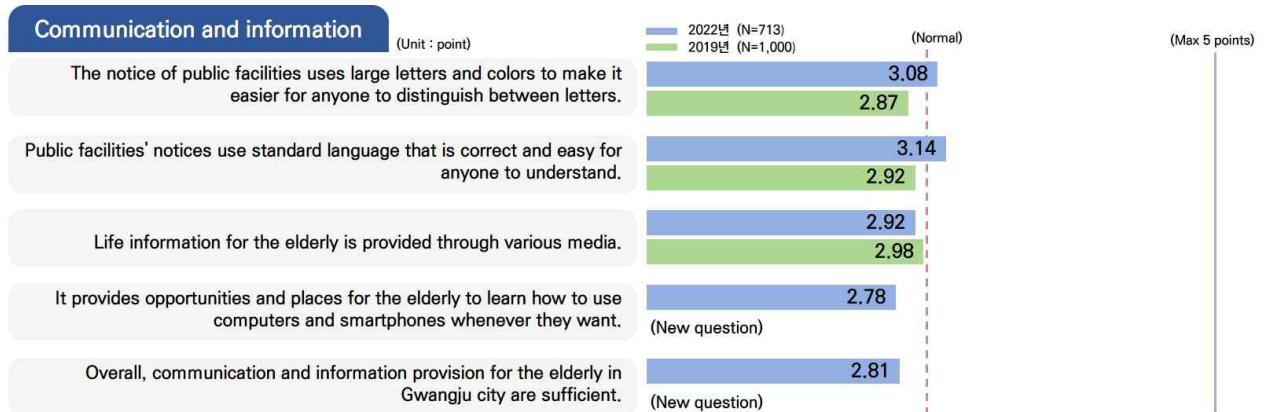 Communication and information
(Unit : point)
2022년 (N=713)
2019년 (N=1,000)
(Normal)
(Max 5 points)
The notice of public facilities uses large letters and colors to make it
easier for anyone to distinguish between letters.
3.08
2.87
Public facilities' notices use standard language that is correct and easy for
anyone to understand.
3.14
2.92
Life information for the elderly is provided through various media.
2.92
2.98
It provides opportunities and places for the elderly to learn how to use
computers and smartphones whenever they want.
2.78
(New question)
Overall, communication and information provision for the elderly in
Gwangju city are sufficient.
2.81
(New question)